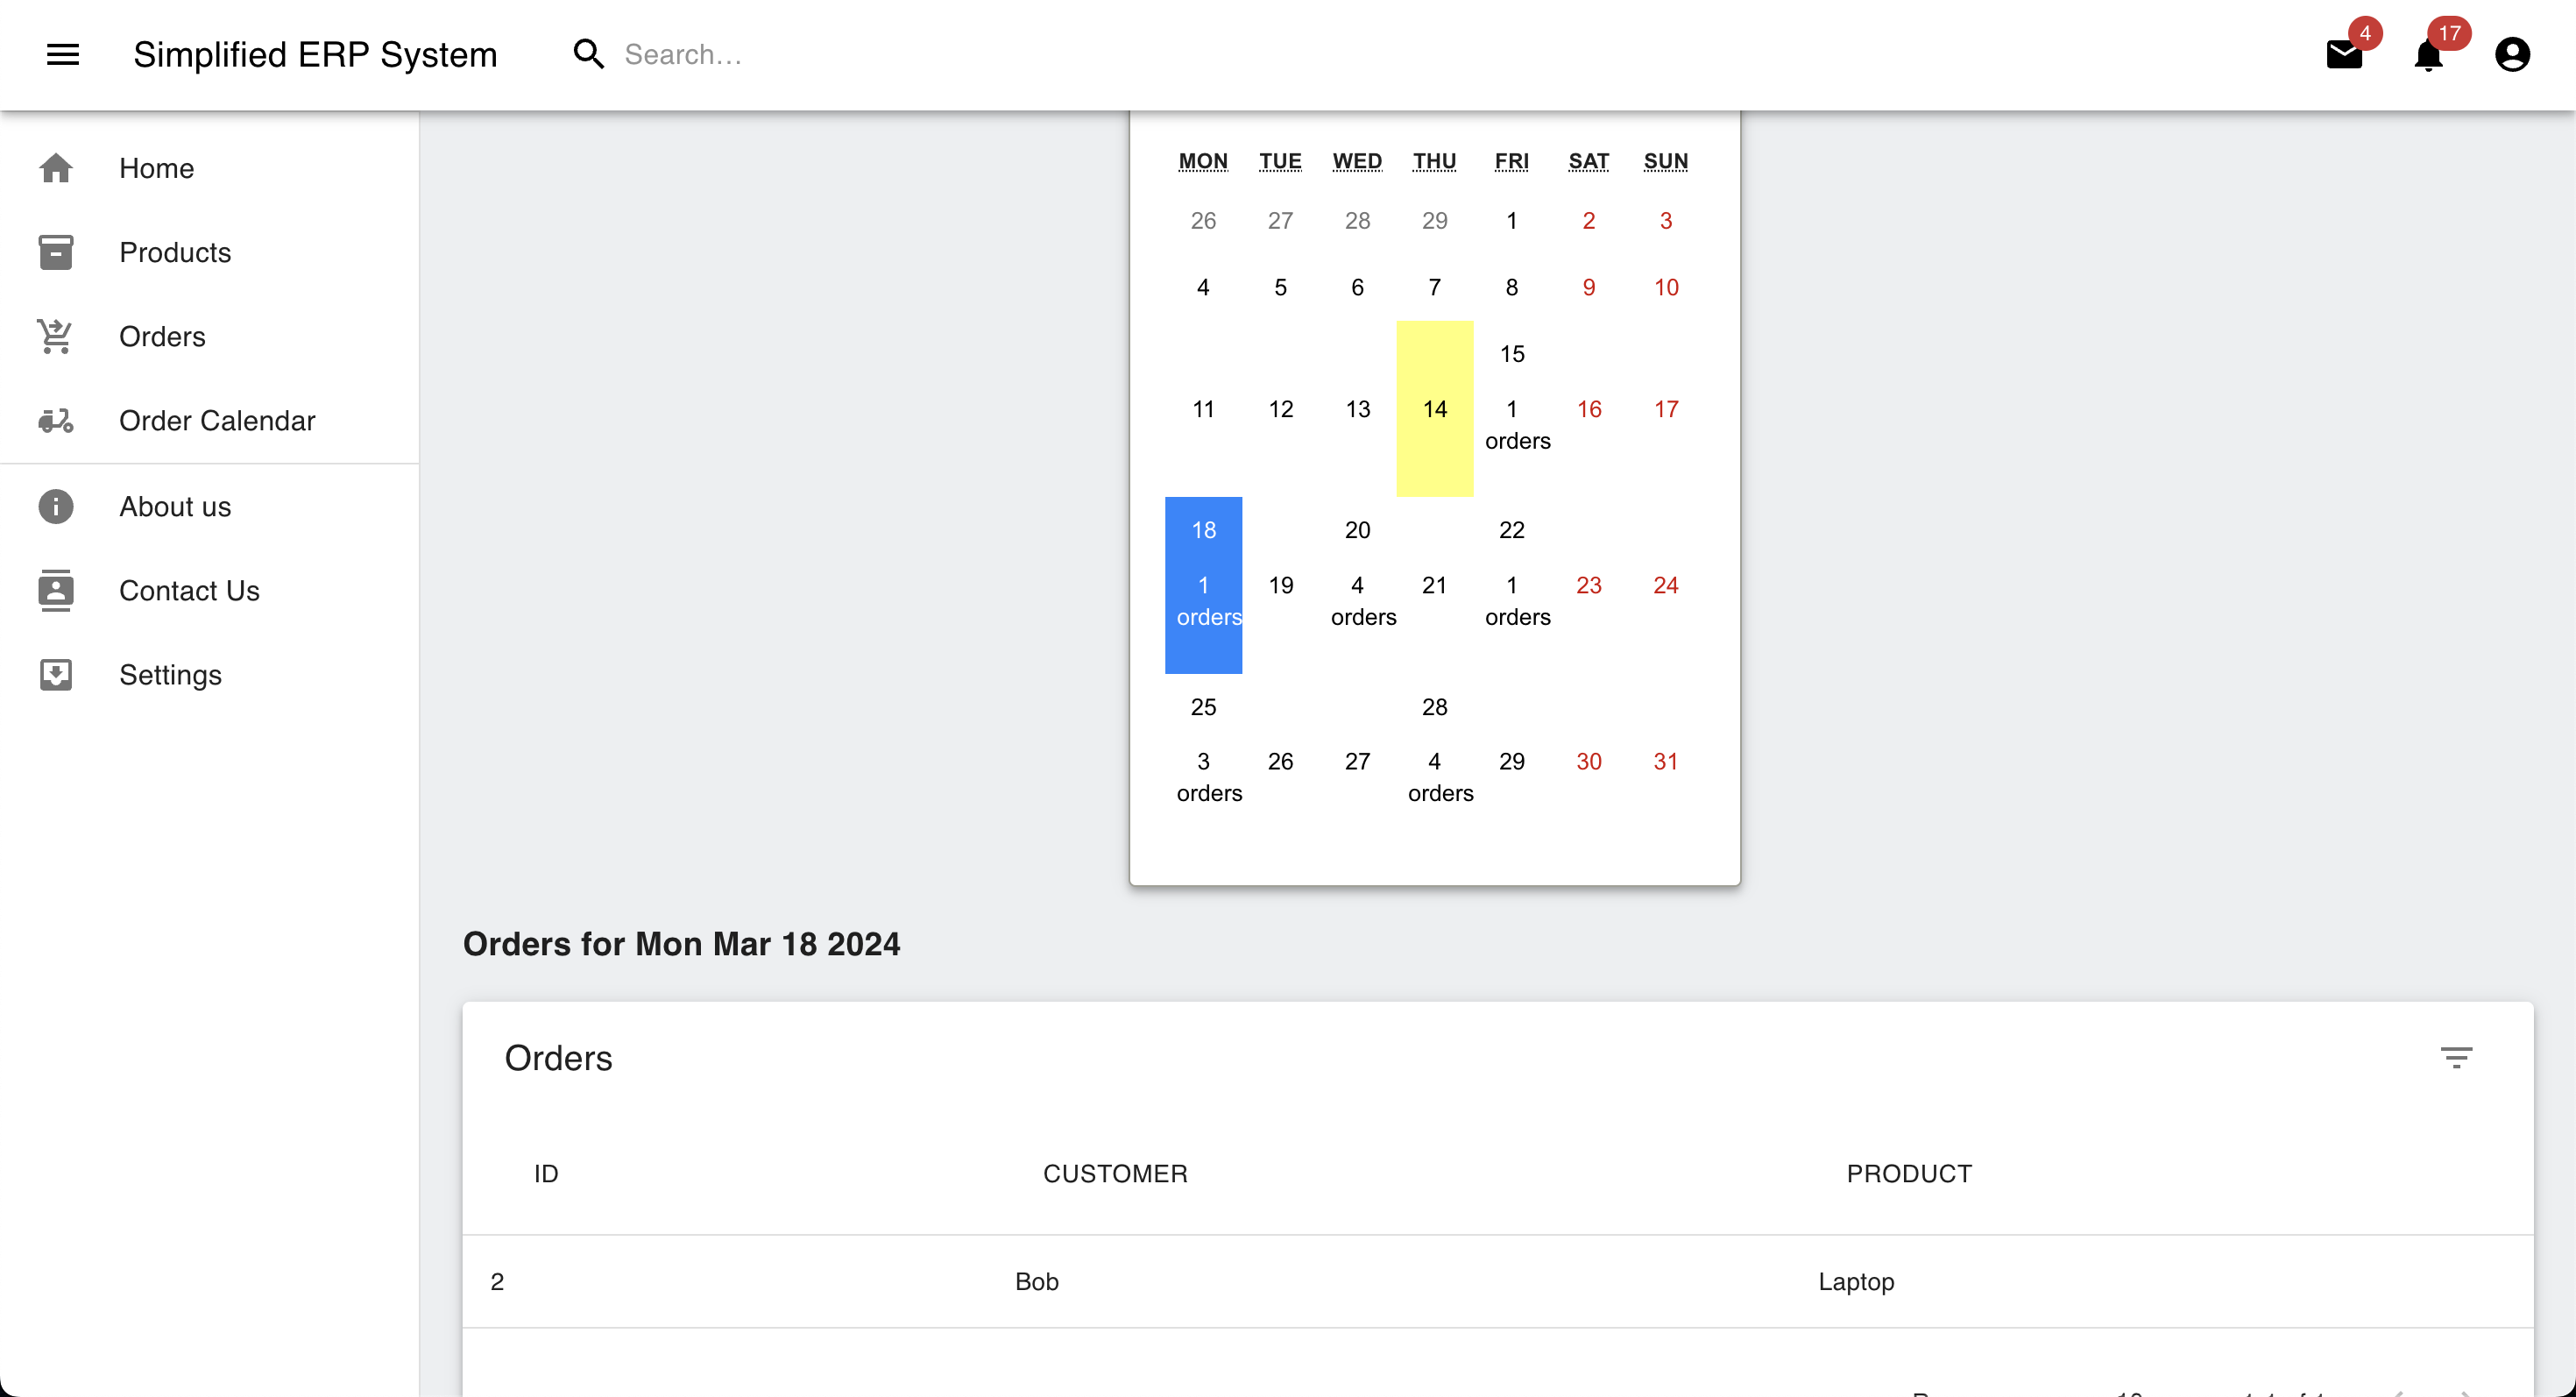 Simplified ERP System
Search…
4
17
Home
Products
Orders
Order Calendar
About us
Contact Us
Settings
MON TUE WED THU FRI SAT SUN
26 27 28 29 1 2 3
4 5 6 7 8 9 10
15
11 12 13 14 1 16 17
orders
18 20 22
1 19 4 21 1 23 24
orders orders orders
25 28
3 26 27 4 29 30 31
orders orders
Orders for Mon Mar 18 2024
Orders
ID CUSTOMER PRODUCT
2 Bob Laptop